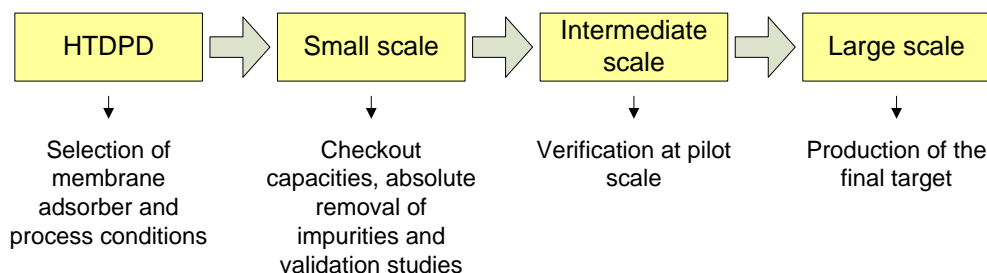 HTDPD
Small scale
Intermediate
scale
Large scale
Selection of
membrane
adsorber and
process conditions
Checkout
capacities, absolute
removal of
impurities and
validation studies
Verification at pilot
scale
Production of the
final target